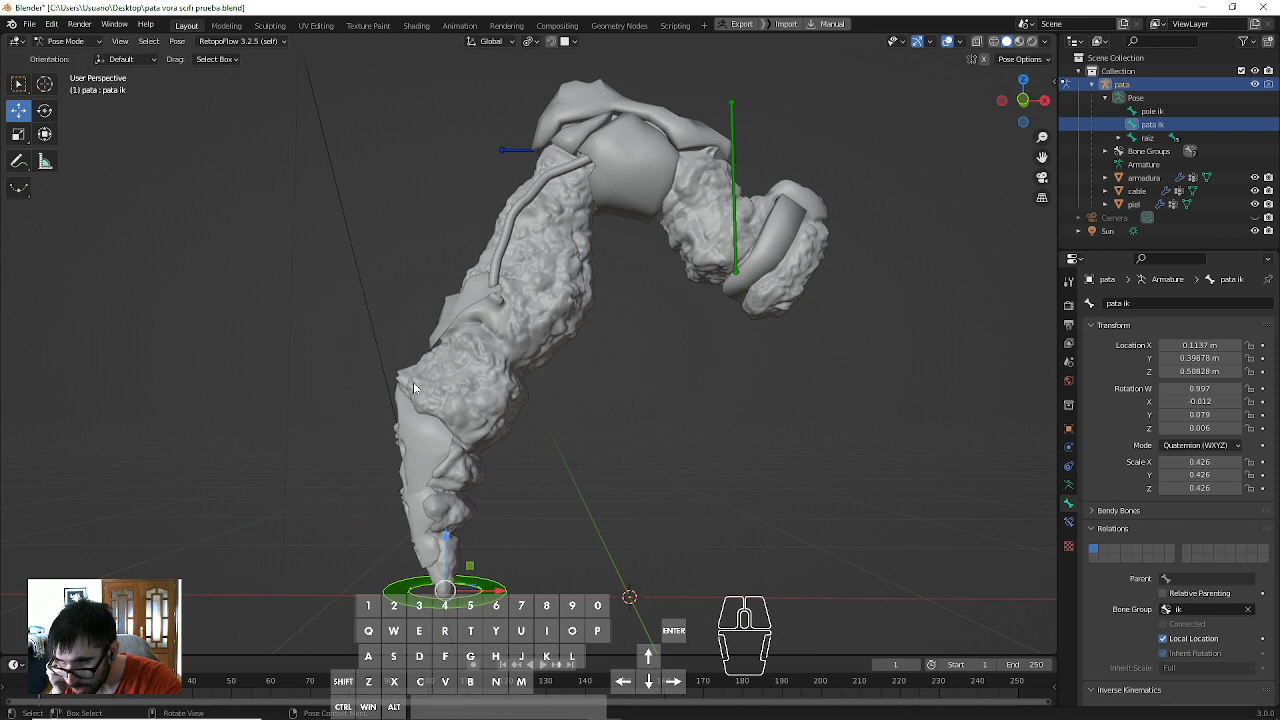 Blender* [C:\Users\Usuario\Desktop\pata vora scifi prueba.blend]
File Edit Render Window Help Layout Modeling Sculpting UV Editing Texture Paint Shading Animation Rendering Compositing Geometry Nodes Scripting + Export Import Manual Scene ViewLayer
Pose Mode View Select Pose RetopoFlow 3.2.5 (self) Global
Orientation: Default Drag: Select Box X Pose Options
User Perspective
(1) pata : pata ik
Z
X
Scene Collection
Collection
pata
Pose
pole ik
pata ik
raiz
Bone Groups
Armature
armadura
cable
piel
Camera
Sun
pata Armature pata ik
pata ik
Transform
Location X 0.1137 m
Y 0.39878 m
Z 0.50828 m
Rotation W 0.997
X -0.012
Y 0.079
Z 0.006
Mode Quaternion (WXYZ)
Scale X 0.426
Y 0.426
Z 0.426
Bendy Bones
Relations
Parent
Relative Parenting
Bone Group ik
Connected
Local Location
Inherit Rotation
Inherit Scale Full
Inverse Kinematics
1 2 3 4 5 6 7 8 9 0
Q W E R T Y U I O P ENTER
A S D F G H J K L
SHIFT Z X C V B N M
CTRL WIN ALT
1 Start 1 End 250
50 60 70 120 130 140 150 160 170 180 190 200 210 220 230 240 250
Select Box Select Rotate View Pose Context Menu 3.0.0